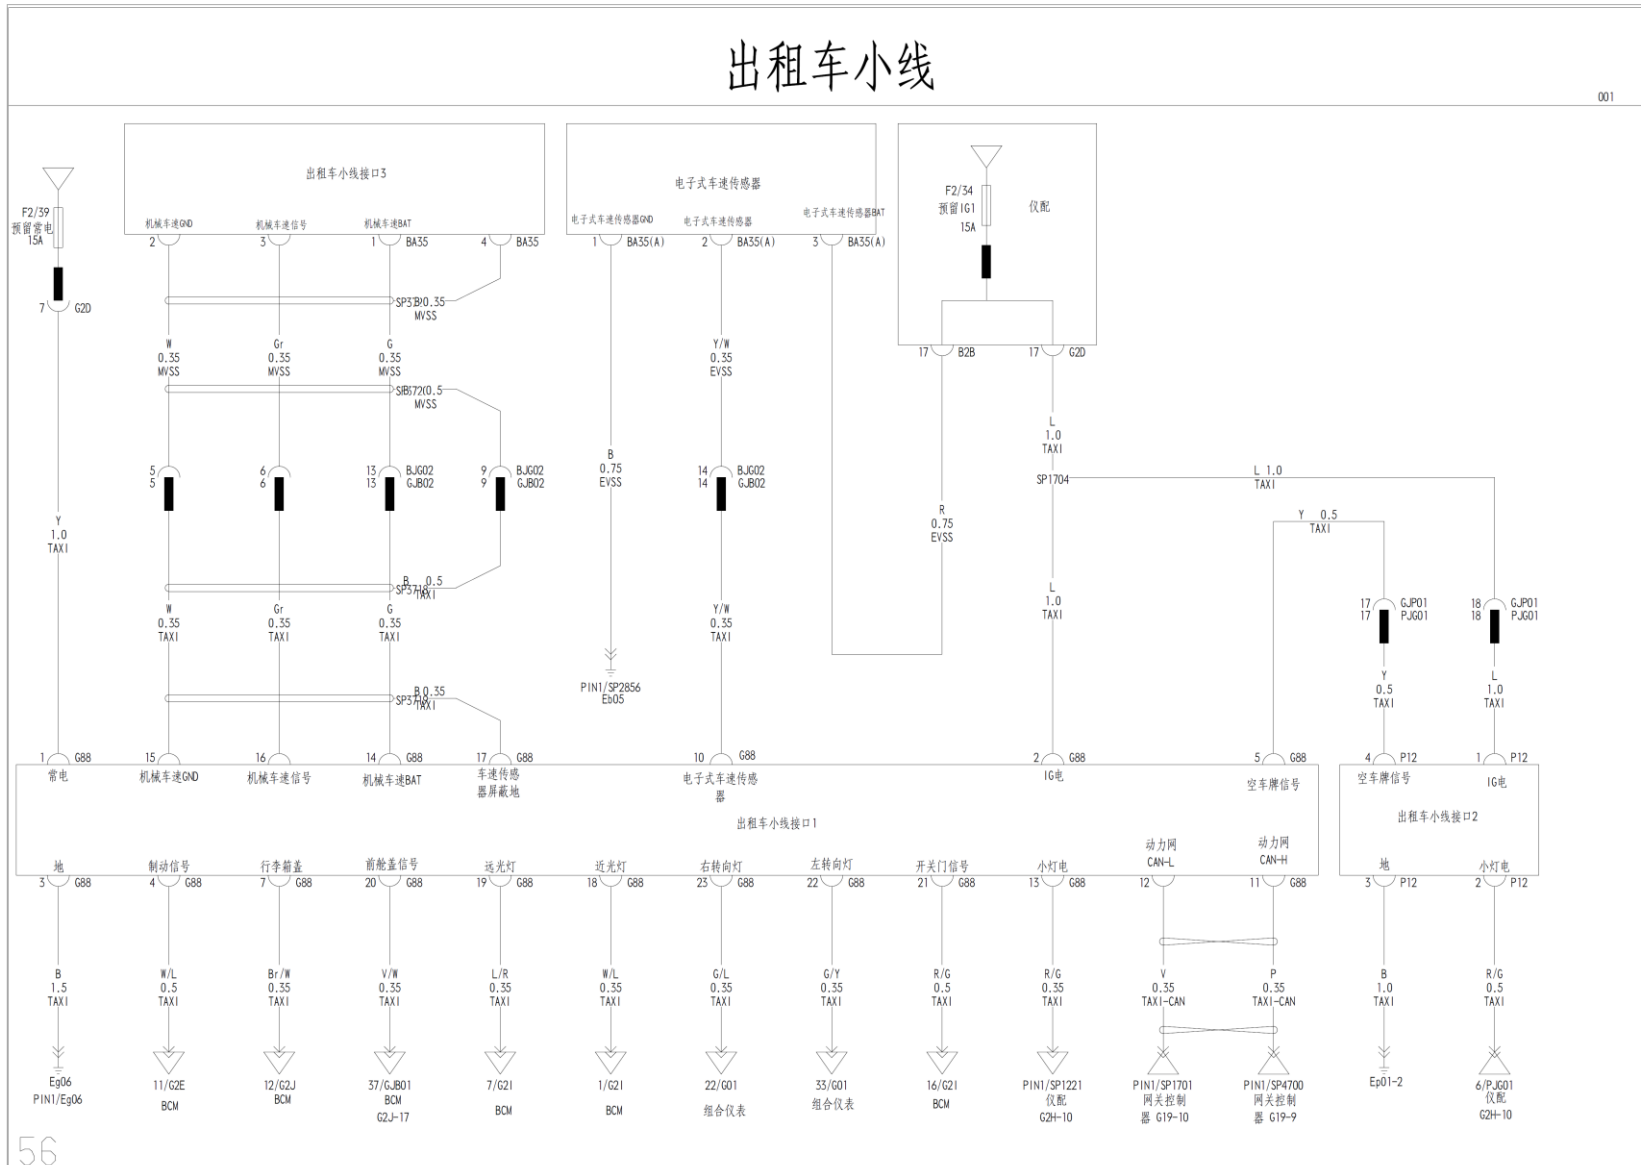 出租车小线
001
出租车小线接口3
机械车速GND
机械车速信号
机械车速BAT
2
3
1
BA35
4
BA35
电子式车速传感器
电子式车速传感器GND
电子式车速传感器
电子式车速传感器BAT
1
BA35(A)
2
BA35(A)
3
BA35(A)
F2/34
预留IG1
15A
仪配
17
B2B
17
G2D
F2/39
预留常电
15A
7
G2D
B 0.35
MVSS
W
0.35
MVSS
Gr
0.35
MVSS
G
0.35
MVSS
Y/W
0.35
EVSS
0.5
MVSS
L
1.0
TAXI
B
0.75
EVSS
5
5
6
6
13
13
BJG02
GJB02
9
9
BJG02
GJB02
14
14
BJG02
GJB02
SP1704
L 1.0
TAXI
Y 0.5
TAXI
Y
1.0
TAXI
R
0.75
EVSS
B 0.5
TAXI
L
1.0
TAXI
W
0.35
TAXI
Gr
0.35
TAXI
G
0.35
TAXI
Y/W
0.35
TAXI
17
17
GJP01
PJG01
18
18
GJP01
PJG01
PIN1/SP2856
Eb05
B 0.35
TAXI
Y
0.5
TAXI
L
1.0
TAXI
1
G88
15
16
14
G88
17
G88
10
G88
2
G88
5
G88
4
P12
1
P12
常电
机械车速GND
机械车速信号
机械车速BAT
车速传感
器屏蔽地
电子式车速传感
器
IG电
空车牌信号
空车牌信号
IG电
出租车小线接口1
出租车小线接口2
地
制动信号
行李箱盖
前舱盖信号
远光灯
近光灯
右转向灯
左转向灯
开关门信号
小灯电
动力网
CAN-L
动力网
CAN-H
地
小灯电
3
G88
4
G88
7
G88
20
G88
19
G88
18
G88
23
G88
22
G88
21
G88
13
G88
12
11
G88
3
P12
2
P12
B
1.5
TAXI
W/L
0.5
TAXI
Br/W
0.35
TAXI
V/W
0.35
TAXI
L/R
0.35
TAXI
W/L
0.35
TAXI
G/L
0.35
TAXI
G/Y
0.35
TAXI
R/G
0.5
TAXI
R/G
0.35
TAXI
V
0.35
TAXI-CAN
P
0.35
TAXI-CAN
B
1.0
TAXI
R/G
0.5
TAXI
Eg06
PIN1/Eg06
11/G2E
BCM
12/G2J
BCM
37/GJB01
BCM
G2J-17
7/G2I
BCM
1/G2I
BCM
22/G01
组合仪表
33/G01
组合仪表
16/G2I
BCM
PIN1/SP1221
仪配
G2H-10
PIN1/SP1701
网关控制
器 G19-10
PIN1/SP4700
网关控制
器 G19-9
Ep01-2
6/PJG01
仪配
G2H-10
56